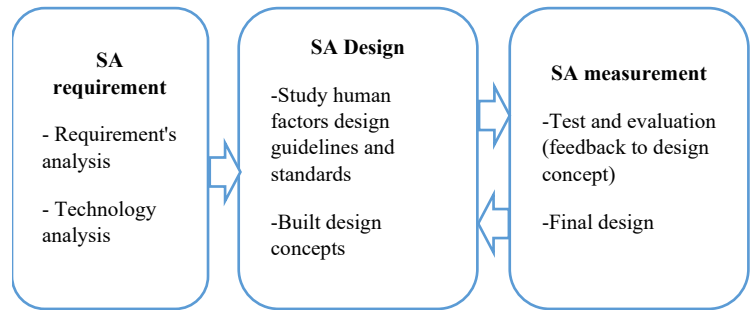 SA
requirement
- Requirement's
analysis
- Technology
analysis
SA Design
-Study human
factors design
guidelines and
standards
-Built design
concepts
SA measurement
-Test and evaluation
(feedback to design
concept)
-Final design